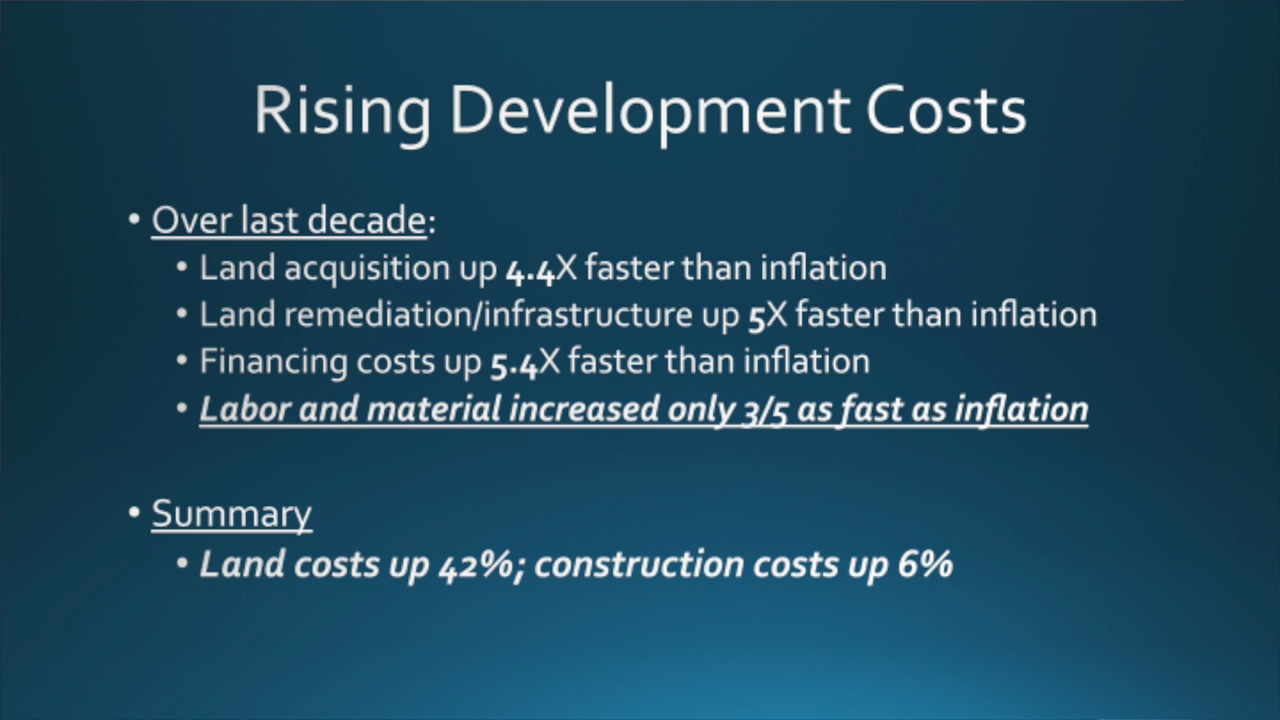 Rising Development Costs
• Over last decade:
• Land acquisition up 4.4X faster than inflation
• Land remediation/infrastructure up 5X faster than inflation
• Financing costs up 5.4X faster than inflation
• Labor and material increased only 3/5 as fast as inflation
• Summary
• Land costs up 42%; construction costs up 6%